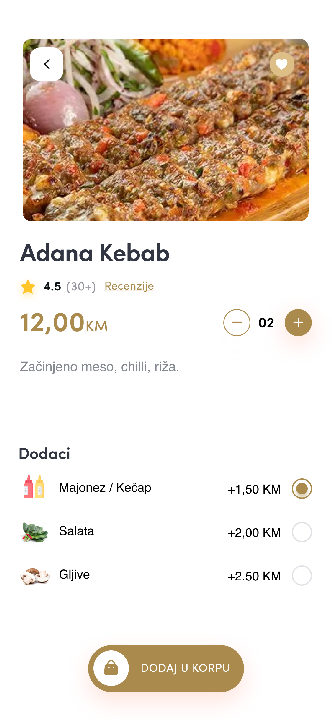 Adana Kebab
4.5 (30+) Recenzije
12,00KM
02
Začinjeno meso, chilli, riža.
Dodaci
Majonez / Kečap +1,50 KM
Salata +2,00 KM
Gljive +2.50 KM
DODAJ U KORPU